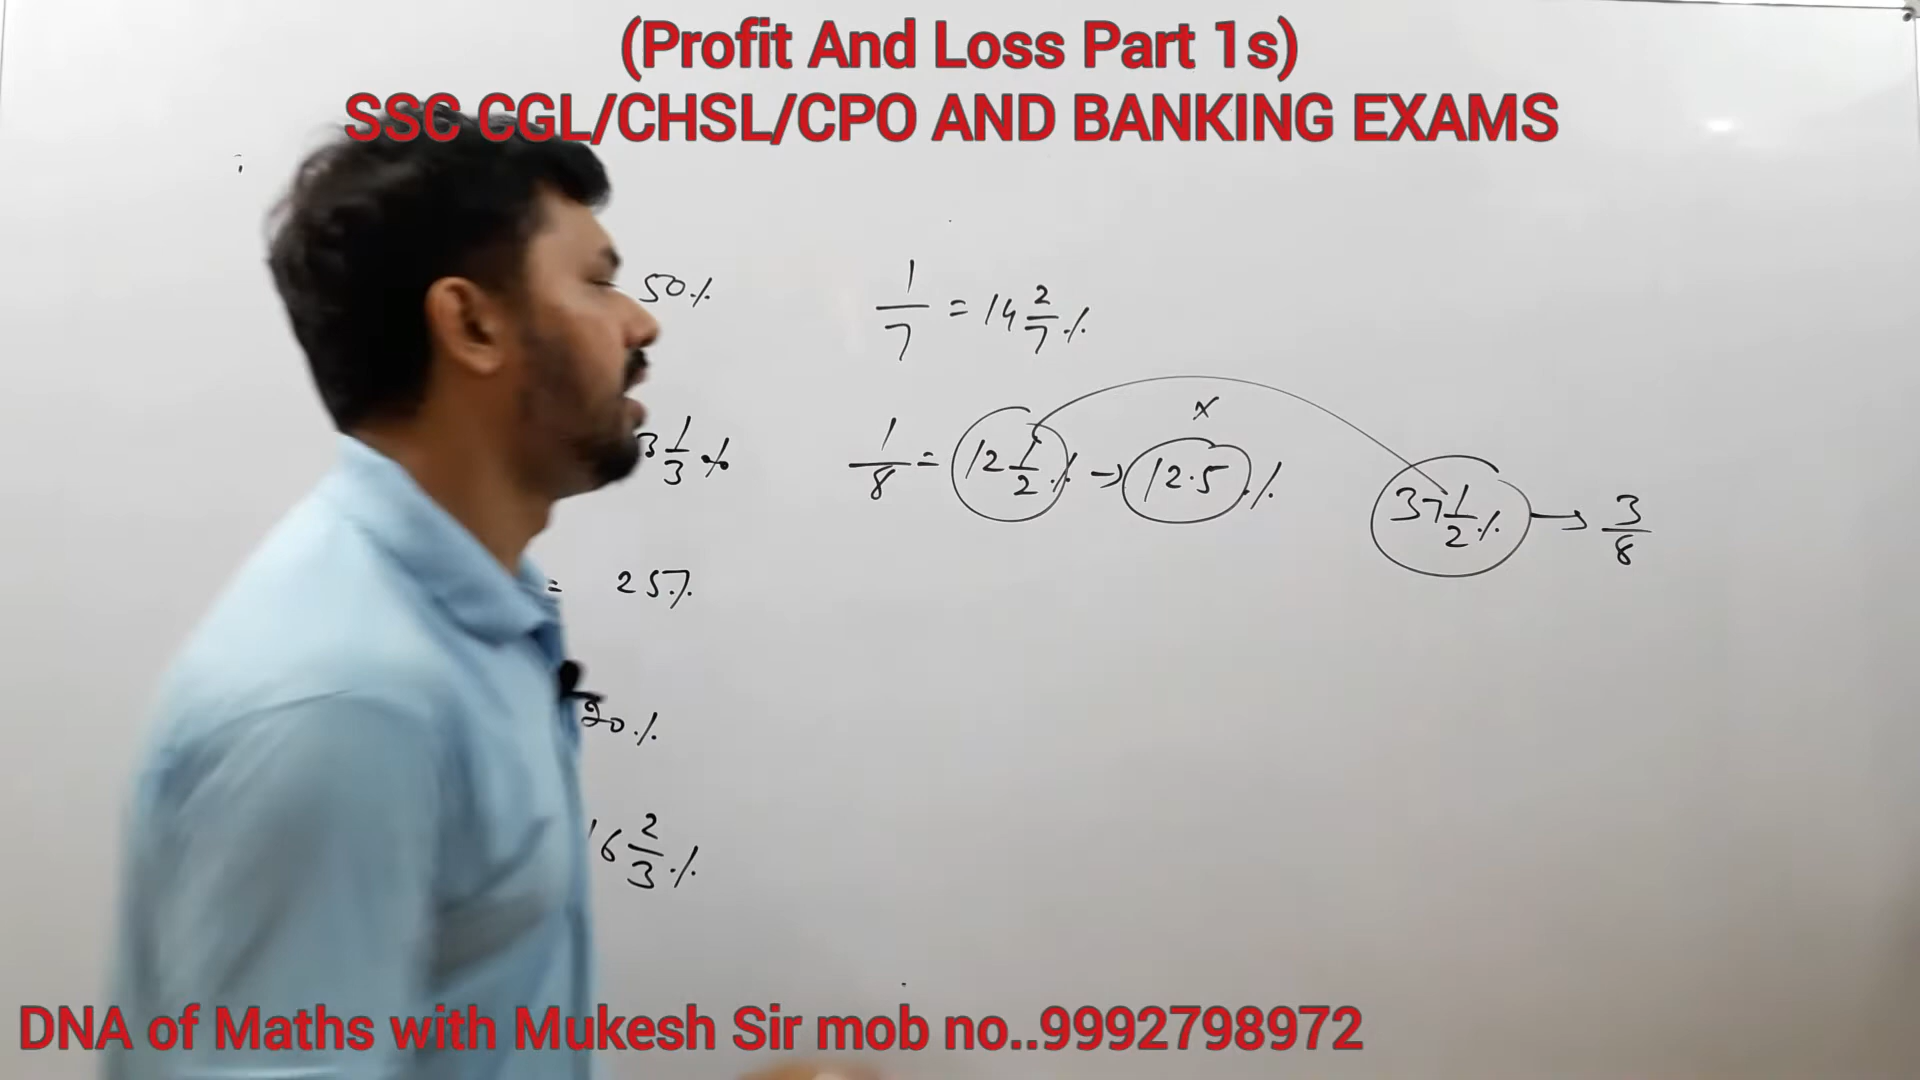 (Profit And Loss Part 1s)
SSC CGL/CHSL/CPO AND BANKING EXAMS
50%
3 1/3 %
= 25%
20%
16 2/3 %
1/7 = 14 2/7 %
1/8 = 12 1/2 % → 12.5 %
x
37 1/2 % → 3/8
DNA of Maths with Mukesh Sir mob no..9992798972